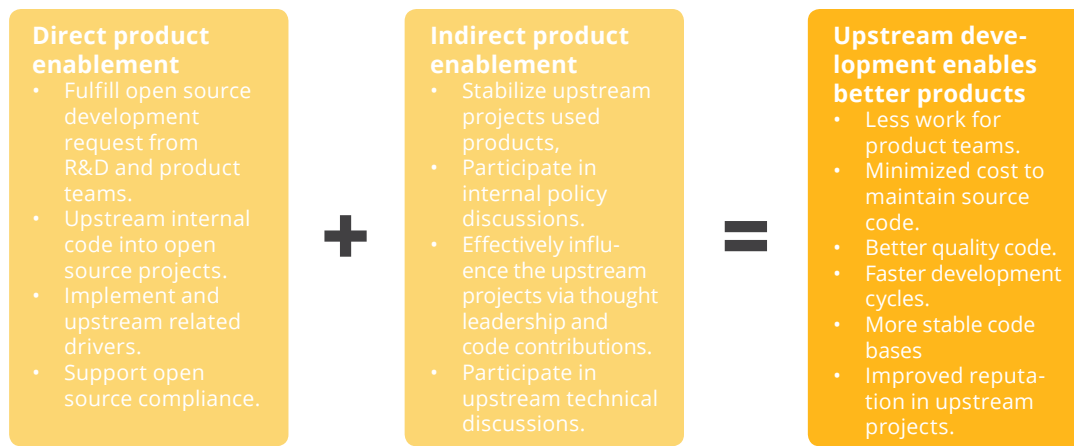 Direct product
enablement
• Fulfill open source
development
request from
R&D and product
teams.
• Upstream internal
code into open
source projects.
• Implement and
upstream related
drivers.
• Support open
source compliance.
+
Indirect product
enablement
• Stabilize upstream
projects used
products,
• Participate in
internal policy
discussions.
• Effectively influ-
ence the upstream
projects via thought
leadership and
code contributions.
• Participate in
upstream technical
discussions.
=
Upstream deve-
lopment enables
better products
• Less work for
product teams.
• Minimized cost to
maintain source
code.
• Better quality code.
• Faster development
cycles.
• More stable code
bases
• Improved reputa-
tion in upstream
projects.